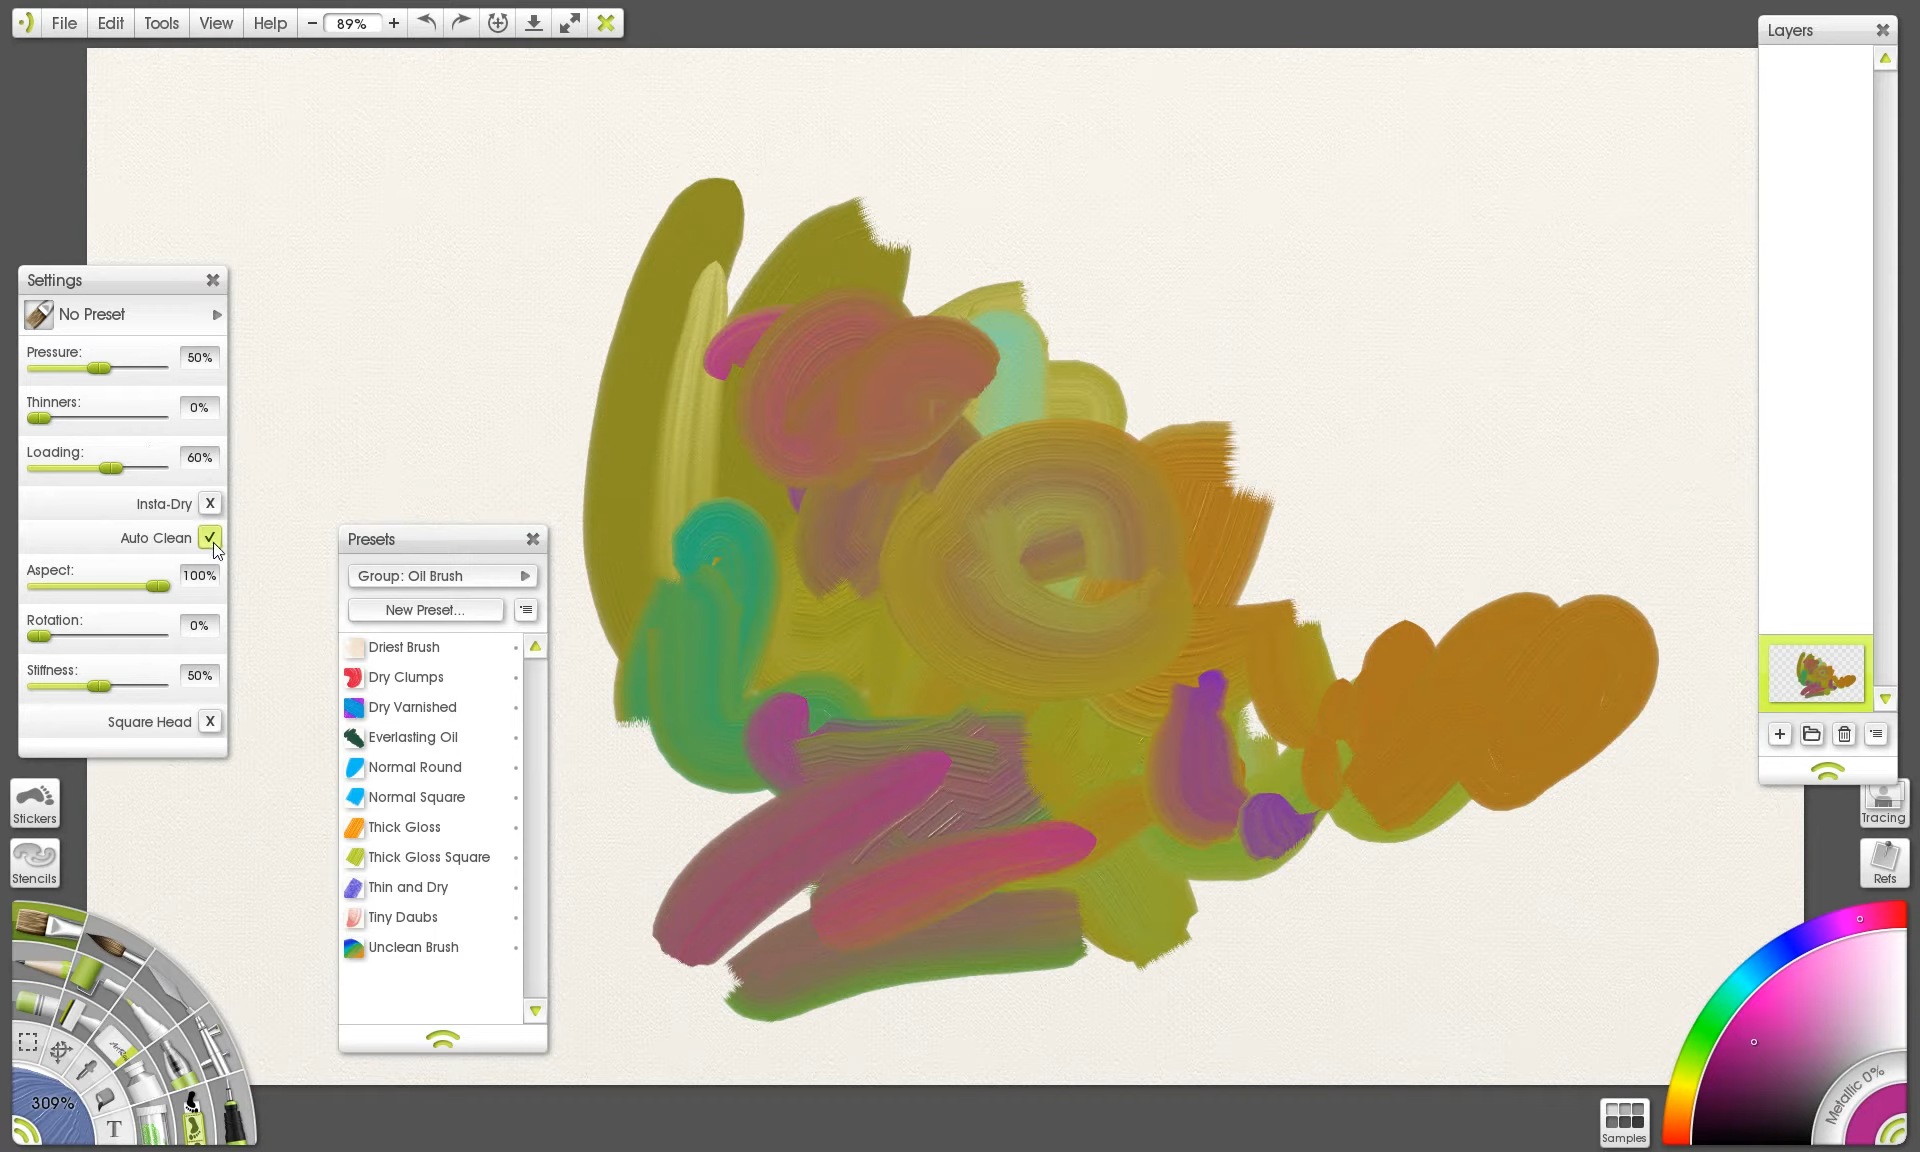 File Edit Tools View Help − 89% +
Layers
Settings
No Preset
Pressure: 50%
Thinners: 0%
Loading: 60%
Insta-Dry X
Auto Clean
Aspect: 100%
Rotation: 0%
Stiffness: 50%
Square Head X
Presets
Group: Oil Brush
New Preset...
Driest Brush
Dry Clumps
Dry Varnished
Everlasting Oil
Normal Round
Normal Square
Thick Gloss
Thick Gloss Square
Thin and Dry
Tiny Daubs
Unclean Brush
Stickers
Stencils
309%
T
Tracing
Refs
Metallic 0%
Samples